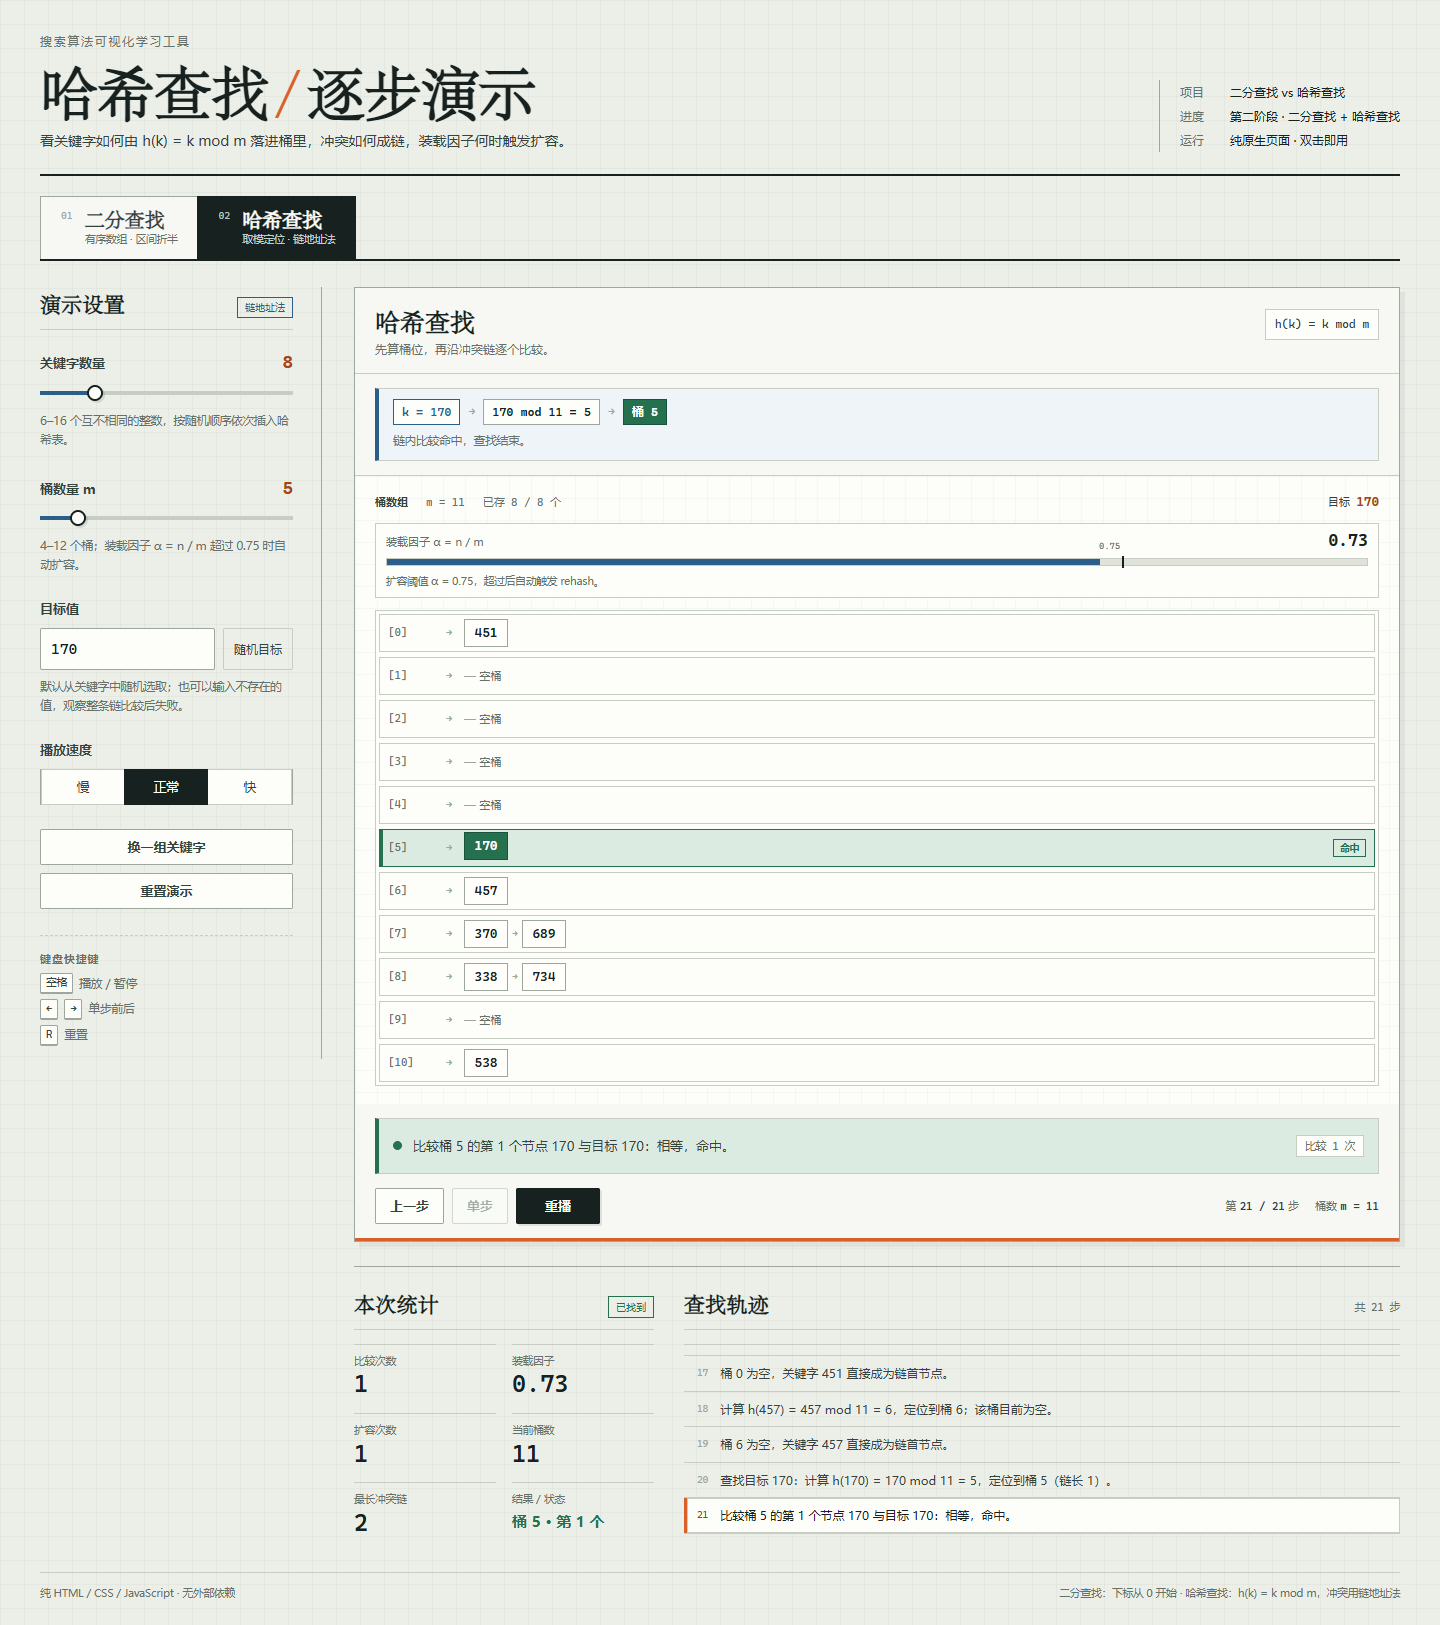 搜索算法可视化学习工具
哈希查找/逐步演示
看关键字如何由 h(k) = k mod m 落进桶里，冲突如何成链，装载因子何时触发扩容。
项目 二分查找 vs 哈希查找
进度 第二阶段 · 二分查找 + 哈希查找
运行 纯原生页面 · 双击即用
01 二分查找
有序数组 · 区间折半
02 哈希查找
取模定位 · 链地址法
演示设置 链地址法
关键字数量 8
6–16 个互不相同的整数，按随机顺序依次插入哈
希表。
桶数量 m 5
4–12 个桶；装载因子 α = n / m 超过 0.75 时自
动扩容。
目标值
170 随机目标
默认从关键字中随机选取；也可以输入不存在的
值，观察整条链比较后失败。
播放速度
慢 正常 快
换一组关键字
重置演示
键盘快捷键
空格 播放 / 暂停
← → 单步前后
R 重置
哈希查找
先算桶位，再沿冲突链逐个比较。
h(k) = k mod m
k = 170 → 170 mod 11 = 5 → 桶 5
链内比较命中，查找结束。
桶数组 m = 11 已存 8 / 8 个 目标 170
装载因子 α = n / m 0.75 0.73
扩容阈值 α = 0.75，超过后自动触发 rehash。
[0] → 451
[1] → — 空桶
[2] → — 空桶
[3] → — 空桶
[4] → — 空桶
[5] → 170 命中
[6] → 457
[7] → 370 → 689
[8] → 338 → 734
[9] → — 空桶
[10] → 538
比较桶 5 的第 1 个节点 170 与目标 170：相等，命中。 比较 1 次
上一步 单步 重播 第 21 / 21 步 桶数 m = 11
本次统计 已找到
比较次数 装载因子
1 0.73
扩容次数 当前桶数
1 11
最长冲突链 结果 / 状态
2 桶 5 · 第 1 个
查找轨迹 共 21 步
17 桶 0 为空，关键字 451 直接成为链首节点。
18 计算 h(457) = 457 mod 11 = 6，定位到桶 6；该桶目前为空。
19 桶 6 为空，关键字 457 直接成为链首节点。
20 查找目标 170：计算 h(170) = 170 mod 11 = 5，定位到桶 5（链长 1）。
21 比较桶 5 的第 1 个节点 170 与目标 170：相等，命中。
纯 HTML / CSS / JavaScript · 无外部依赖
二分查找：下标从 0 开始 · 哈希查找：h(k) = k mod m，冲突用链地址法